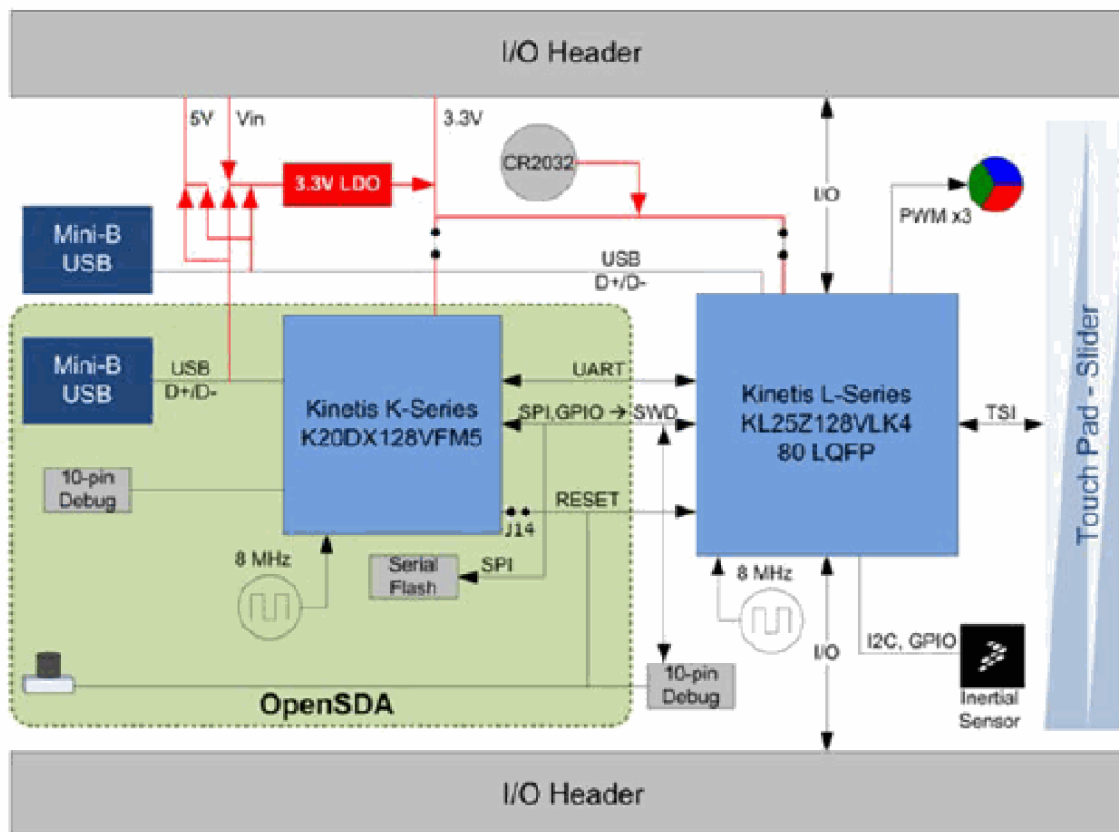 I/O Header
5V
Vin
3.3V
CR2032
3.3V LDO
I/O
PWM x3
Mini-B
USB
USB
D+/D-
Mini-B
USB
USB
D+/D-
Kinetis K-Series
K20DX128VFM5
UART
SPI,GPIO → SWD
Kinetis L-Series
KL25Z128VLK4
80 LQFP
TSI
Touch Pad - Slider
10-pin
Debug
RESET
J14
8 MHz
Serial
Flash
SPI
8 MHz
I/O
I2C, GPIO
Inertial
Sensor
10-pin
Debug
OpenSDA
I/O Header